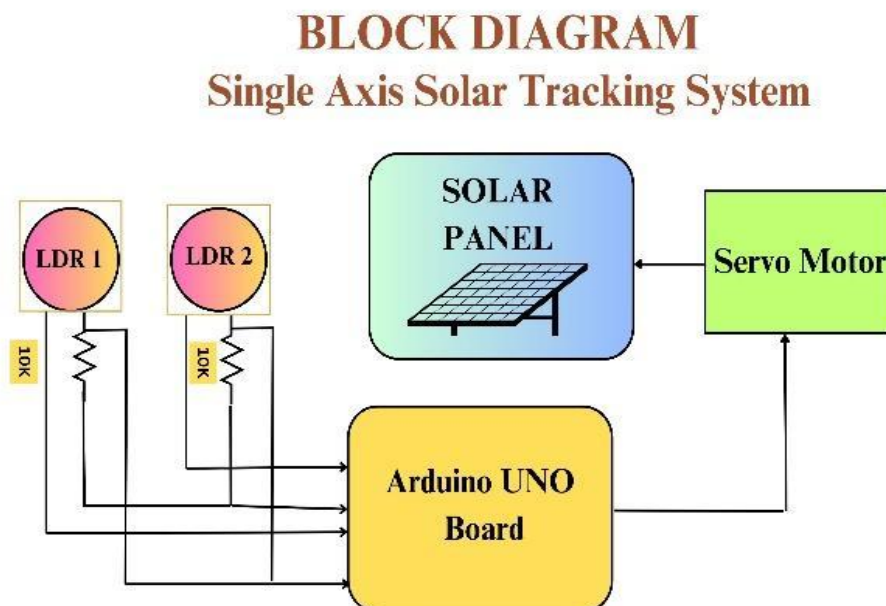 BLOCK DIAGRAM
Single Axis Solar Tracking System
LDR 1
LDR 2
SOLAR
PANEL
Servo Motor
10K
10K
Arduino UNO
Board